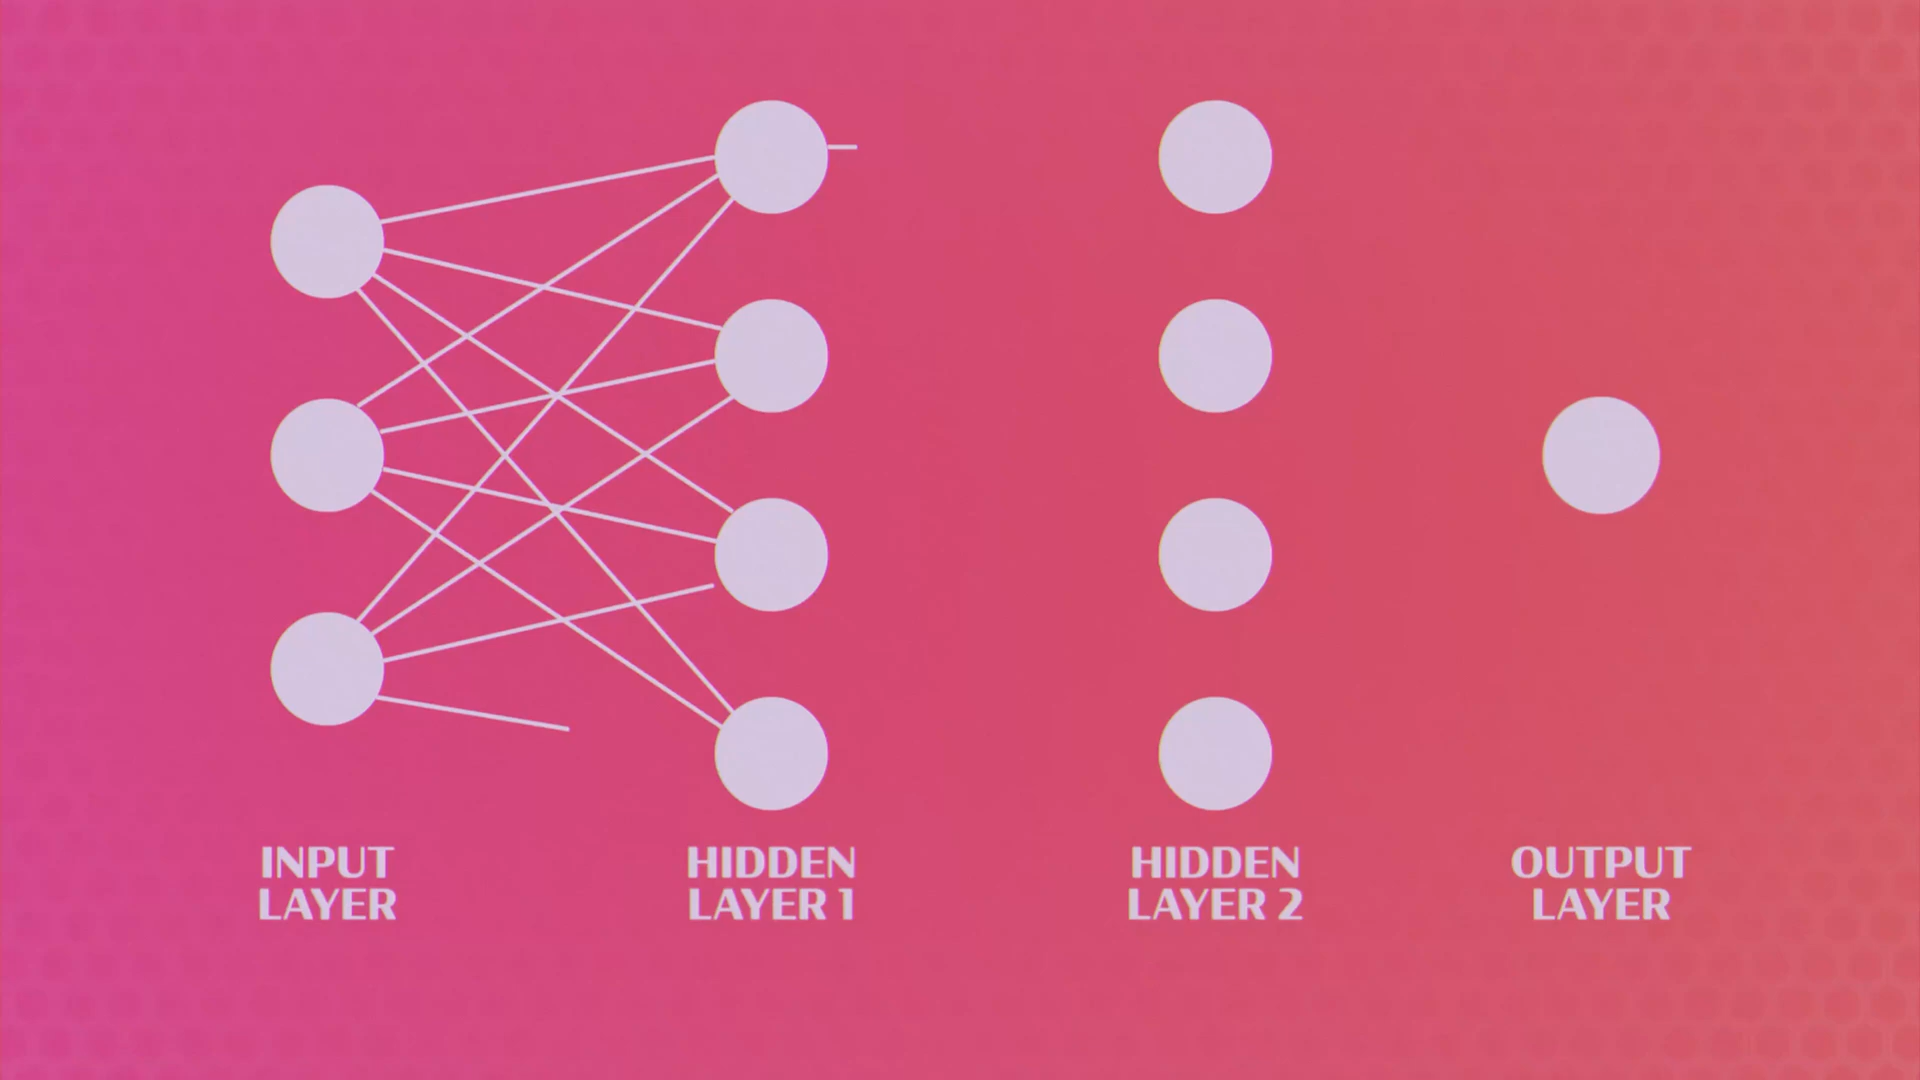 INPUT
LAYER
HIDDEN
LAYER 1
HIDDEN
LAYER 2
OUTPUT
LAYER